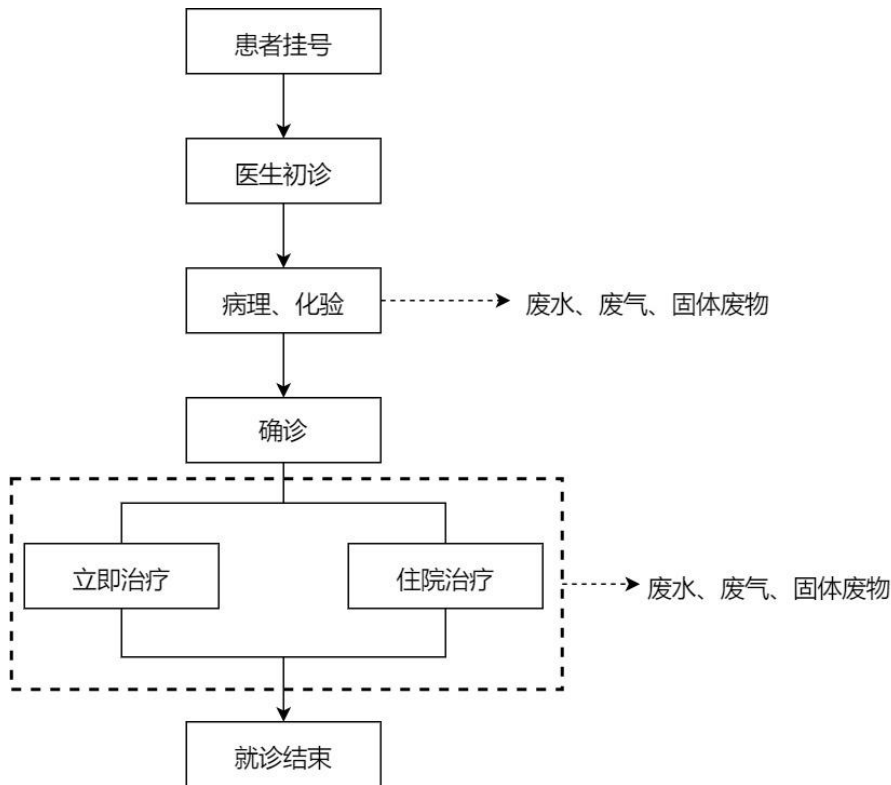 患者挂号
医生初诊
病理、化验
废水、废气、固体废物
确诊
立即治疗
住院治疗
废水、废气、固体废物
就诊结束